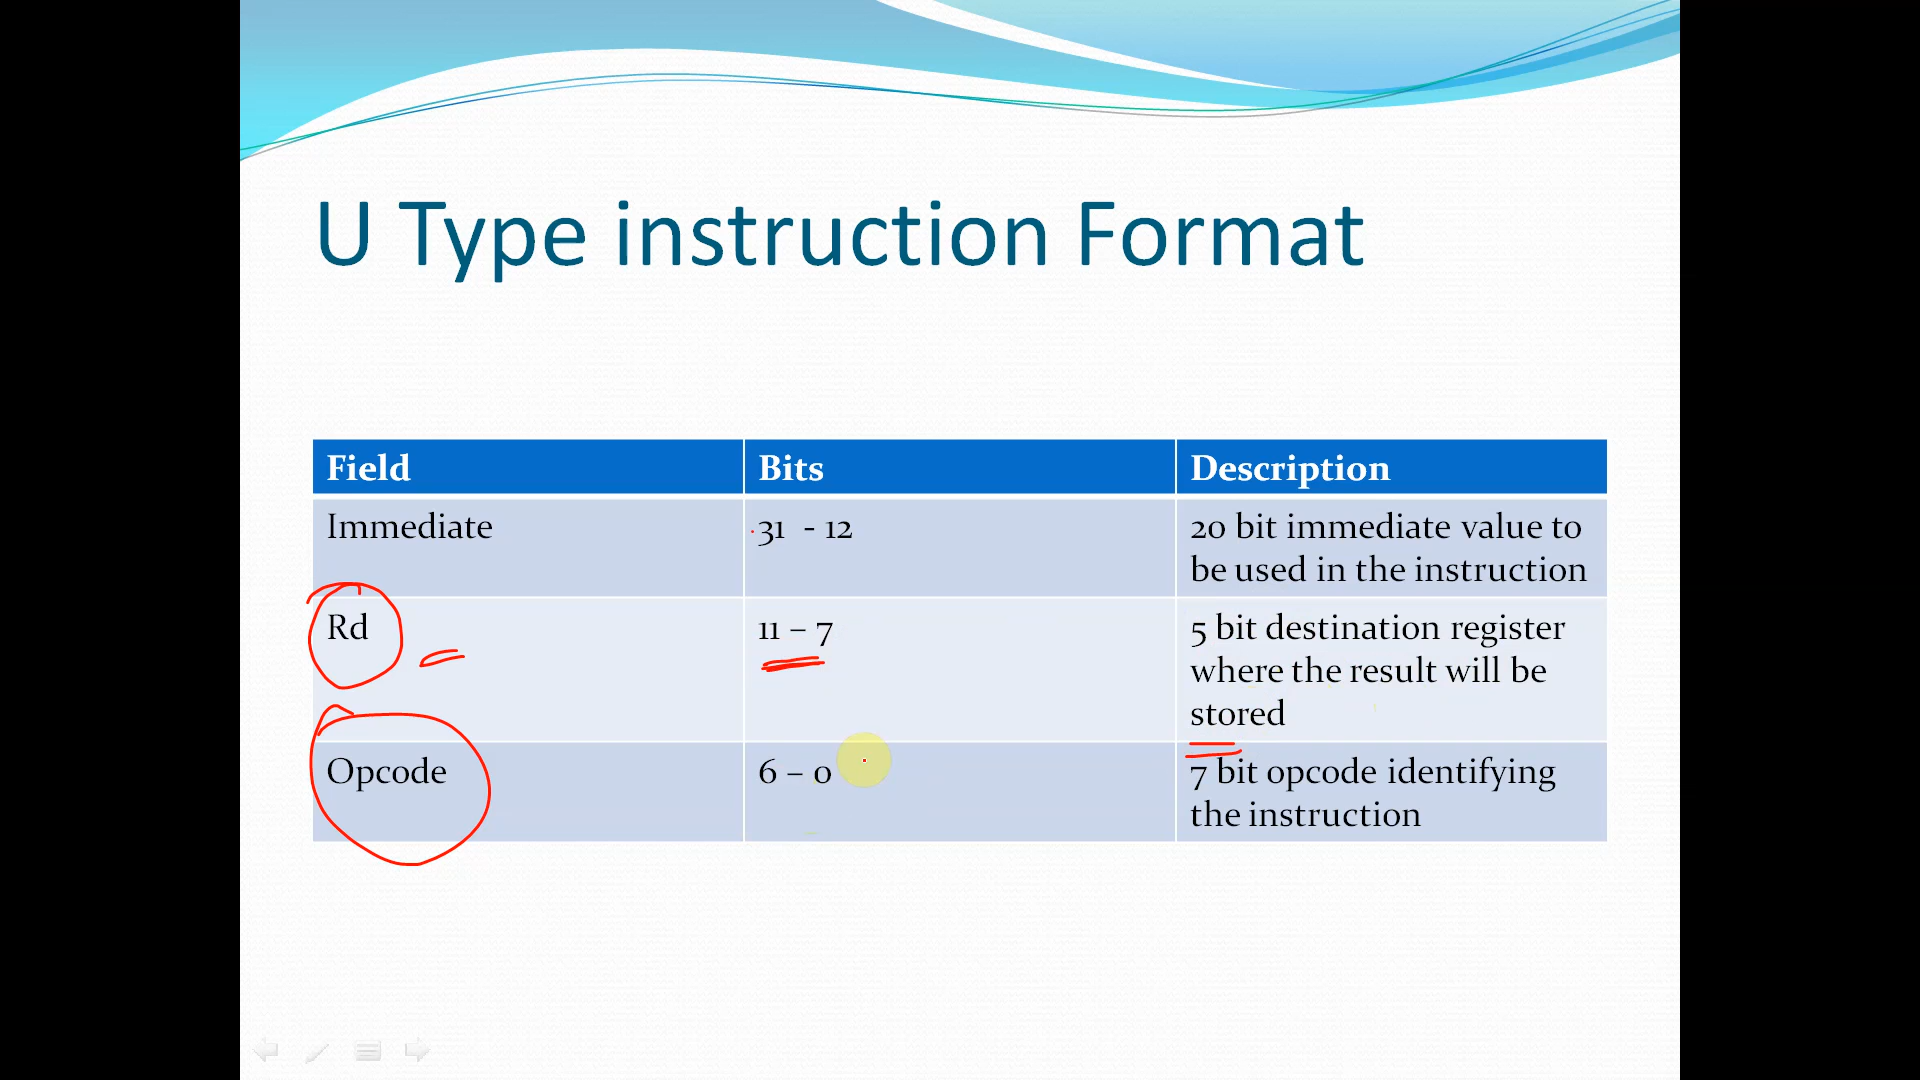 U Type instruction Format
Field Bits Description
Immediate 31 - 12 20 bit immediate value to
be used in the instruction
Rd 11 – 7 5 bit destination register
where the result will be
stored
Opcode 6 – 0 7 bit opcode identifying
the instruction